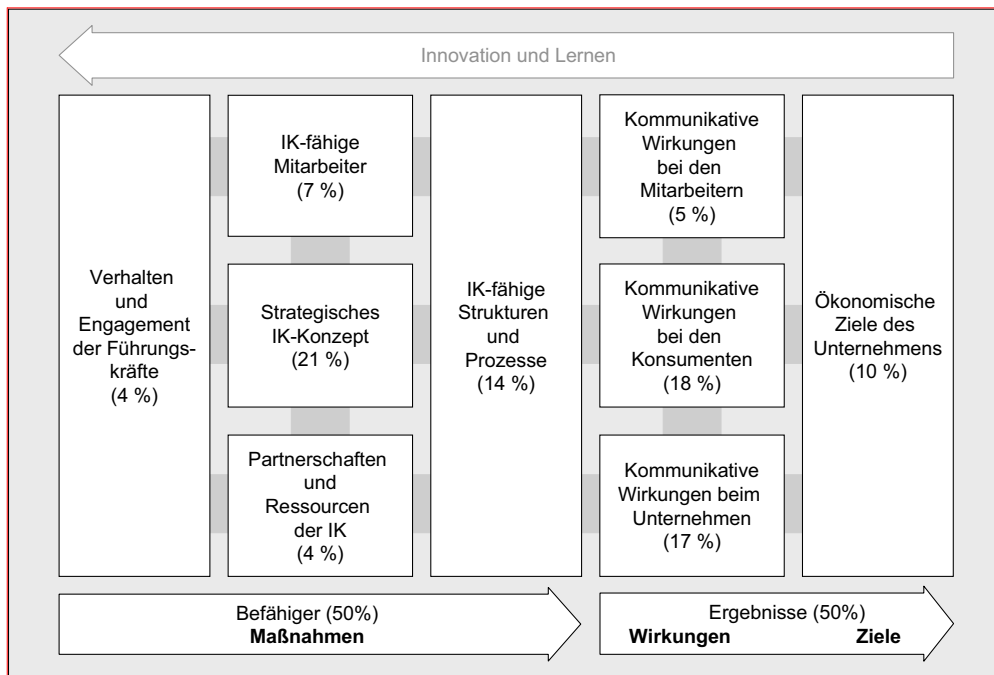 Innovation und Lernen
Verhalten
und
Engagement
der Führungs-
kräfte
(4 %)
IK-fähige
Mitarbeiter
(7 %)
Strategisches
IK-Konzept
(21 %)
Partnerschaften
und
Ressourcen
der IK
(4 %)
IK-fähige
Strukturen
und
Prozesse
(14 %)
Kommunikative
Wirkungen
bei den
Mitarbeitern
(5 %)
Kommunikative
Wirkungen
bei den
Konsumenten
(18 %)
Kommunikative
Wirkungen beim
Unternehmen
(17 %)
Ökonomische
Ziele des
Unternehmens
(10 %)
Befähiger (50%)
Maßnahmen
Ergebnisse (50%)
Wirkungen Ziele